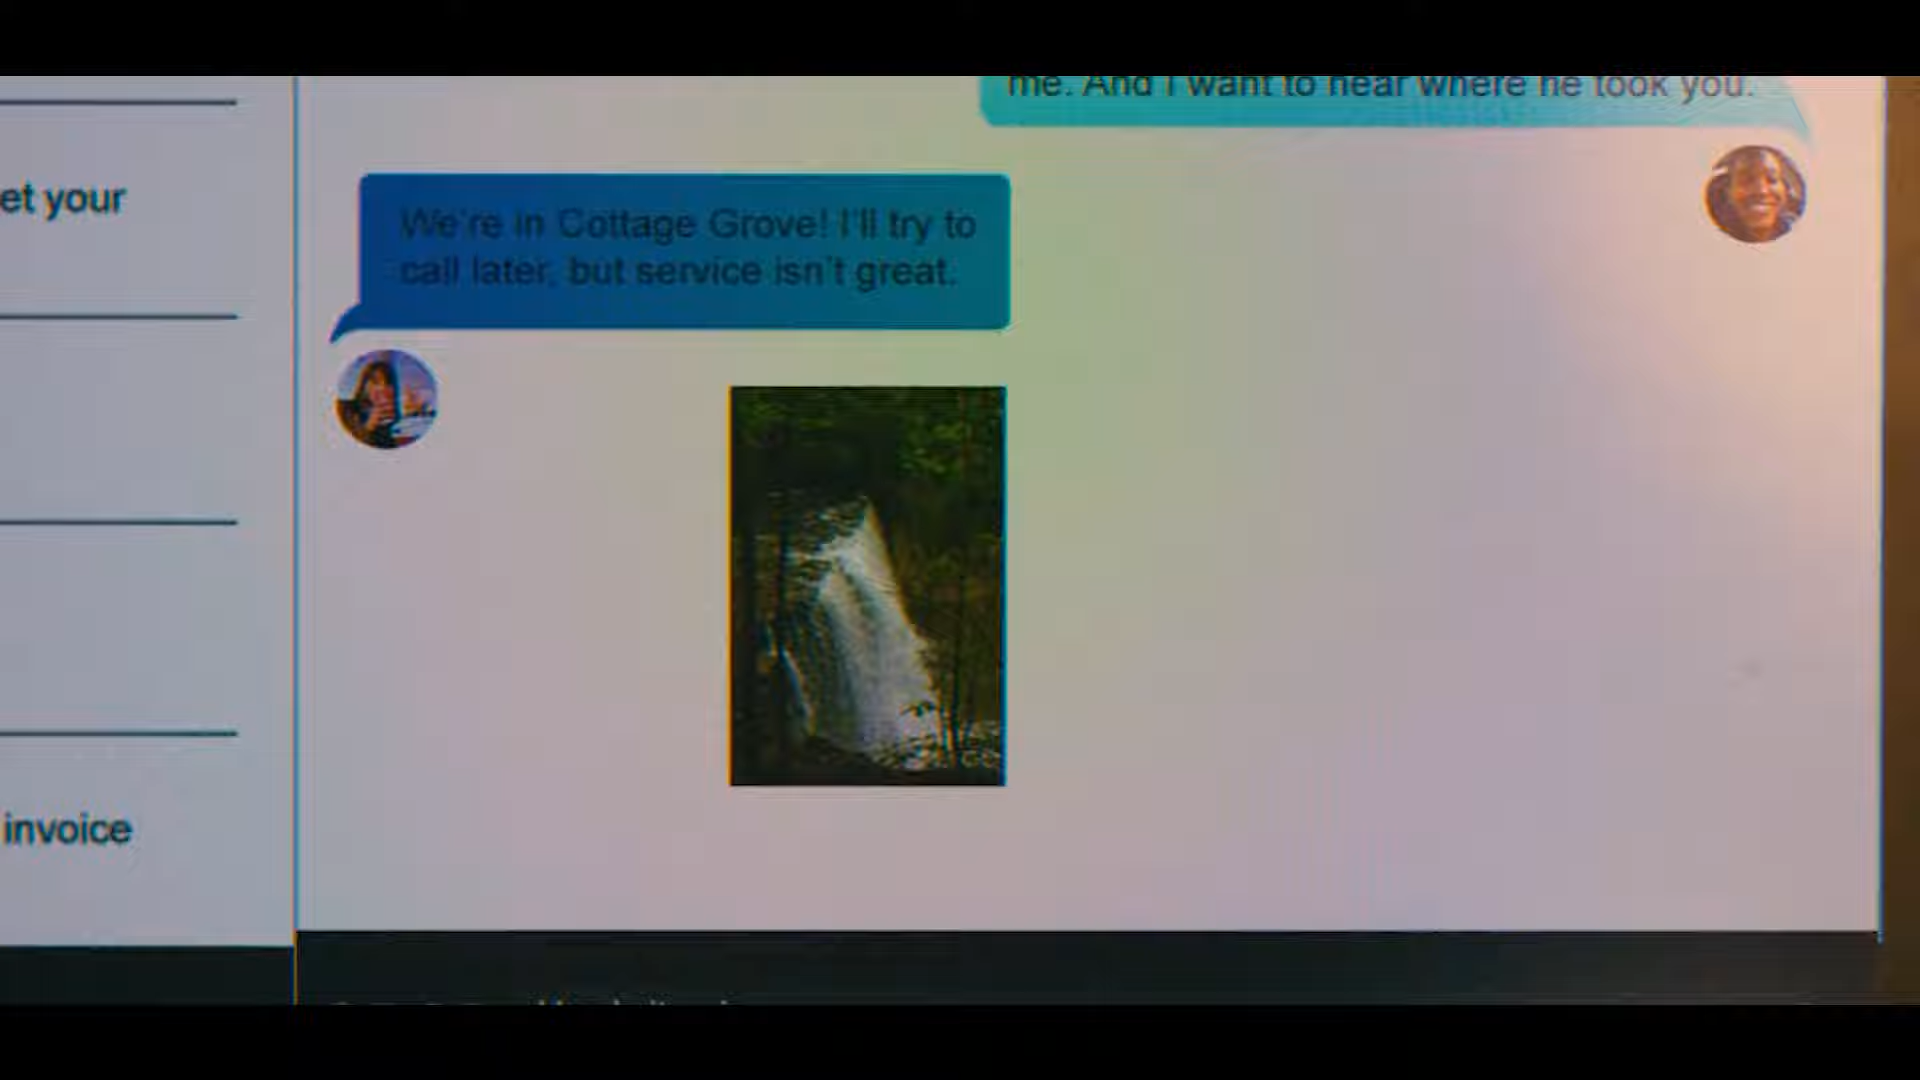 me. And I want to hear where he took you.
et your
We're in Cottage Grove! I'll try to
call later, but service isn't great.
invoice